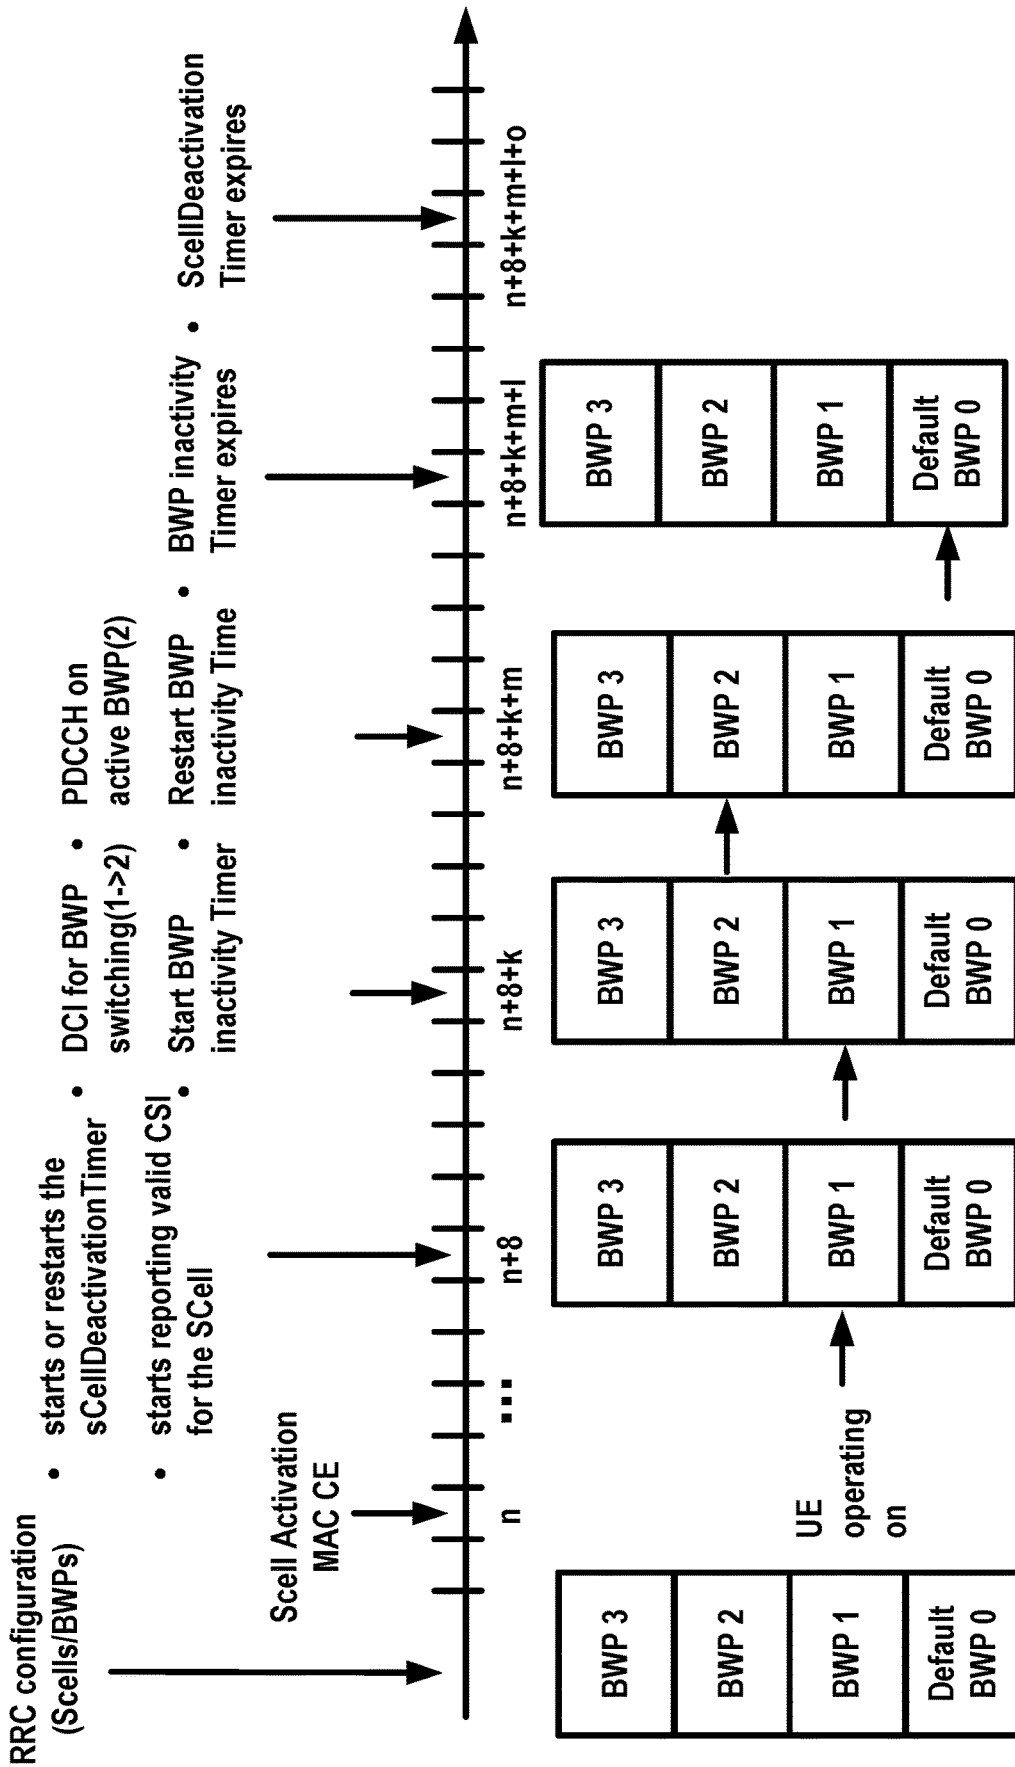 RRC configuration
(Scells/BWPs)
Scell Activation
MAC CE
• starts or restarts the
sCellDeactivationTimer
• starts reporting valid CSI
for the SCell
• DCI for BWP
switching(1->2)
• Start BWP
inactivity Timer
• PDCCH on
active BWP(2)
• Restart BWP
inactivity Time
• BWP inactivity
Timer expires
• ScellDeactivation
Timer expires
n
...
n+8
n+8+k
n+8+k+m
n+8+k+m+l
n+8+k+m+l+o
BWP 3
BWP 2
BWP 1
Default
BWP 0
UE
operating
on
BWP 3
BWP 2
BWP 1
Default
BWP 0
BWP 3
BWP 2
BWP 1
Default
BWP 0
BWP 3
BWP 2
BWP 1
Default
BWP 0
BWP 3
BWP 2
BWP 1
Default
BWP 0